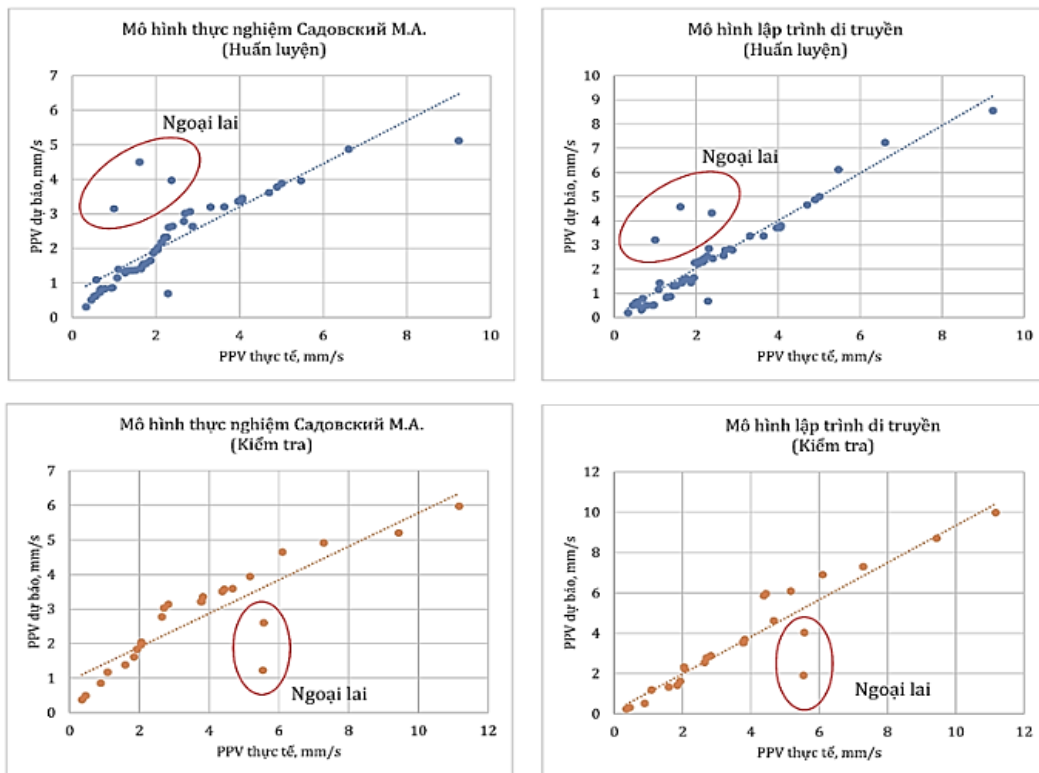 Mô hình thực nghiệm Садовский М.А.
(Huấn luyện)
7
6
5
4
3
2
1
0
PPV dự báo, mm/s
Ngoại lai
0 2 4 6 8 10
PPV thực tế, mm/s
Mô hình lập trình di truyền
(Huấn luyện)
10
9
8
7
6
5
4
3
2
1
0
PPV dự báo, mm/s
Ngoại lai
0 2 4 6 8 10
PPV thực tế, mm/s
Mô hình thực nghiệm Садовский М.А.
(Kiểm tra)
7
6
5
4
3
2
1
0
PPV dự báo, mm/s
Ngoại lai
0 2 4 6 8 10 12
PPV thực tế, mm/s
Mô hình lập trình di truyền
(Kiểm tra)
12
10
8
6
4
2
0
PPV dự báo, mm/s
Ngoại lai
0 2 4 6 8 10 12
PPV thực tế, mm/s